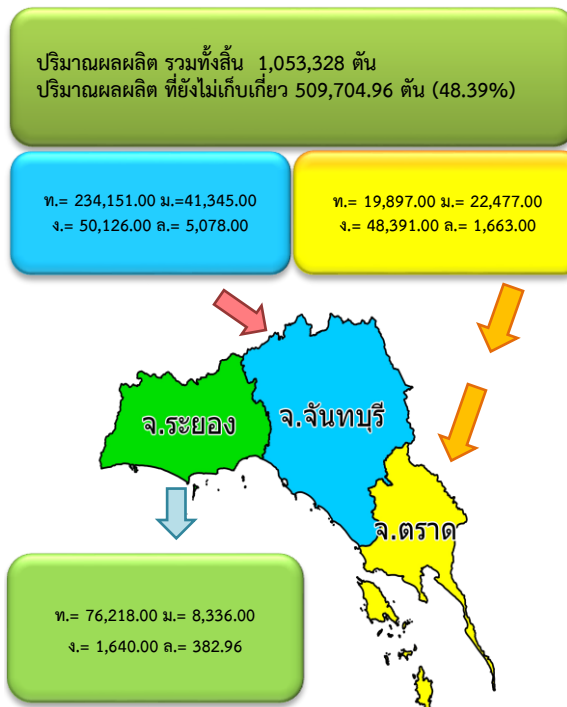 ปริมาณผลผลิต รวมทั้งสิ้น 1,053,328 ตัน
ปริมาณผลผลิต ที่ยังไม่เก็บเกี่ยว 509,704.96 ตัน (48.39%)
ท.= 234,151.00 ม.=41,345.00
ง.= 50,126.00 ล.= 5,078.00
ท.= 19,897.00 ม.= 22,477.00
ง.= 48,391.00 ล.= 1,663.00
จ.ระยอง
จ.จันทบุรี
จ.ตราด
ท.= 76,218.00 ม.= 8,336.00
ง.= 1,640.00 ล.= 382.96